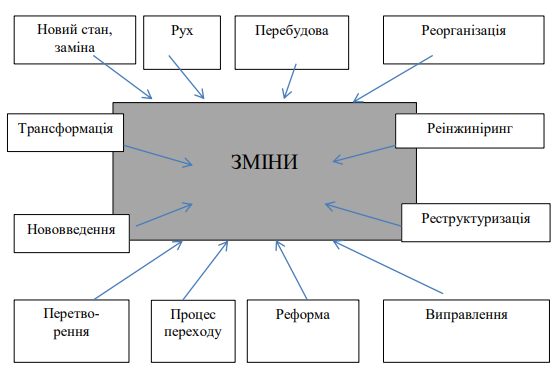 Новий стан,
заміна
Рух
Перебудова
Реорганізація
Трансформація
ЗМІНИ
Реінжиніринг
Нововведення
Реструктуризація
Перетво-
рення
Процес
переходу
Реформа
Виправлення